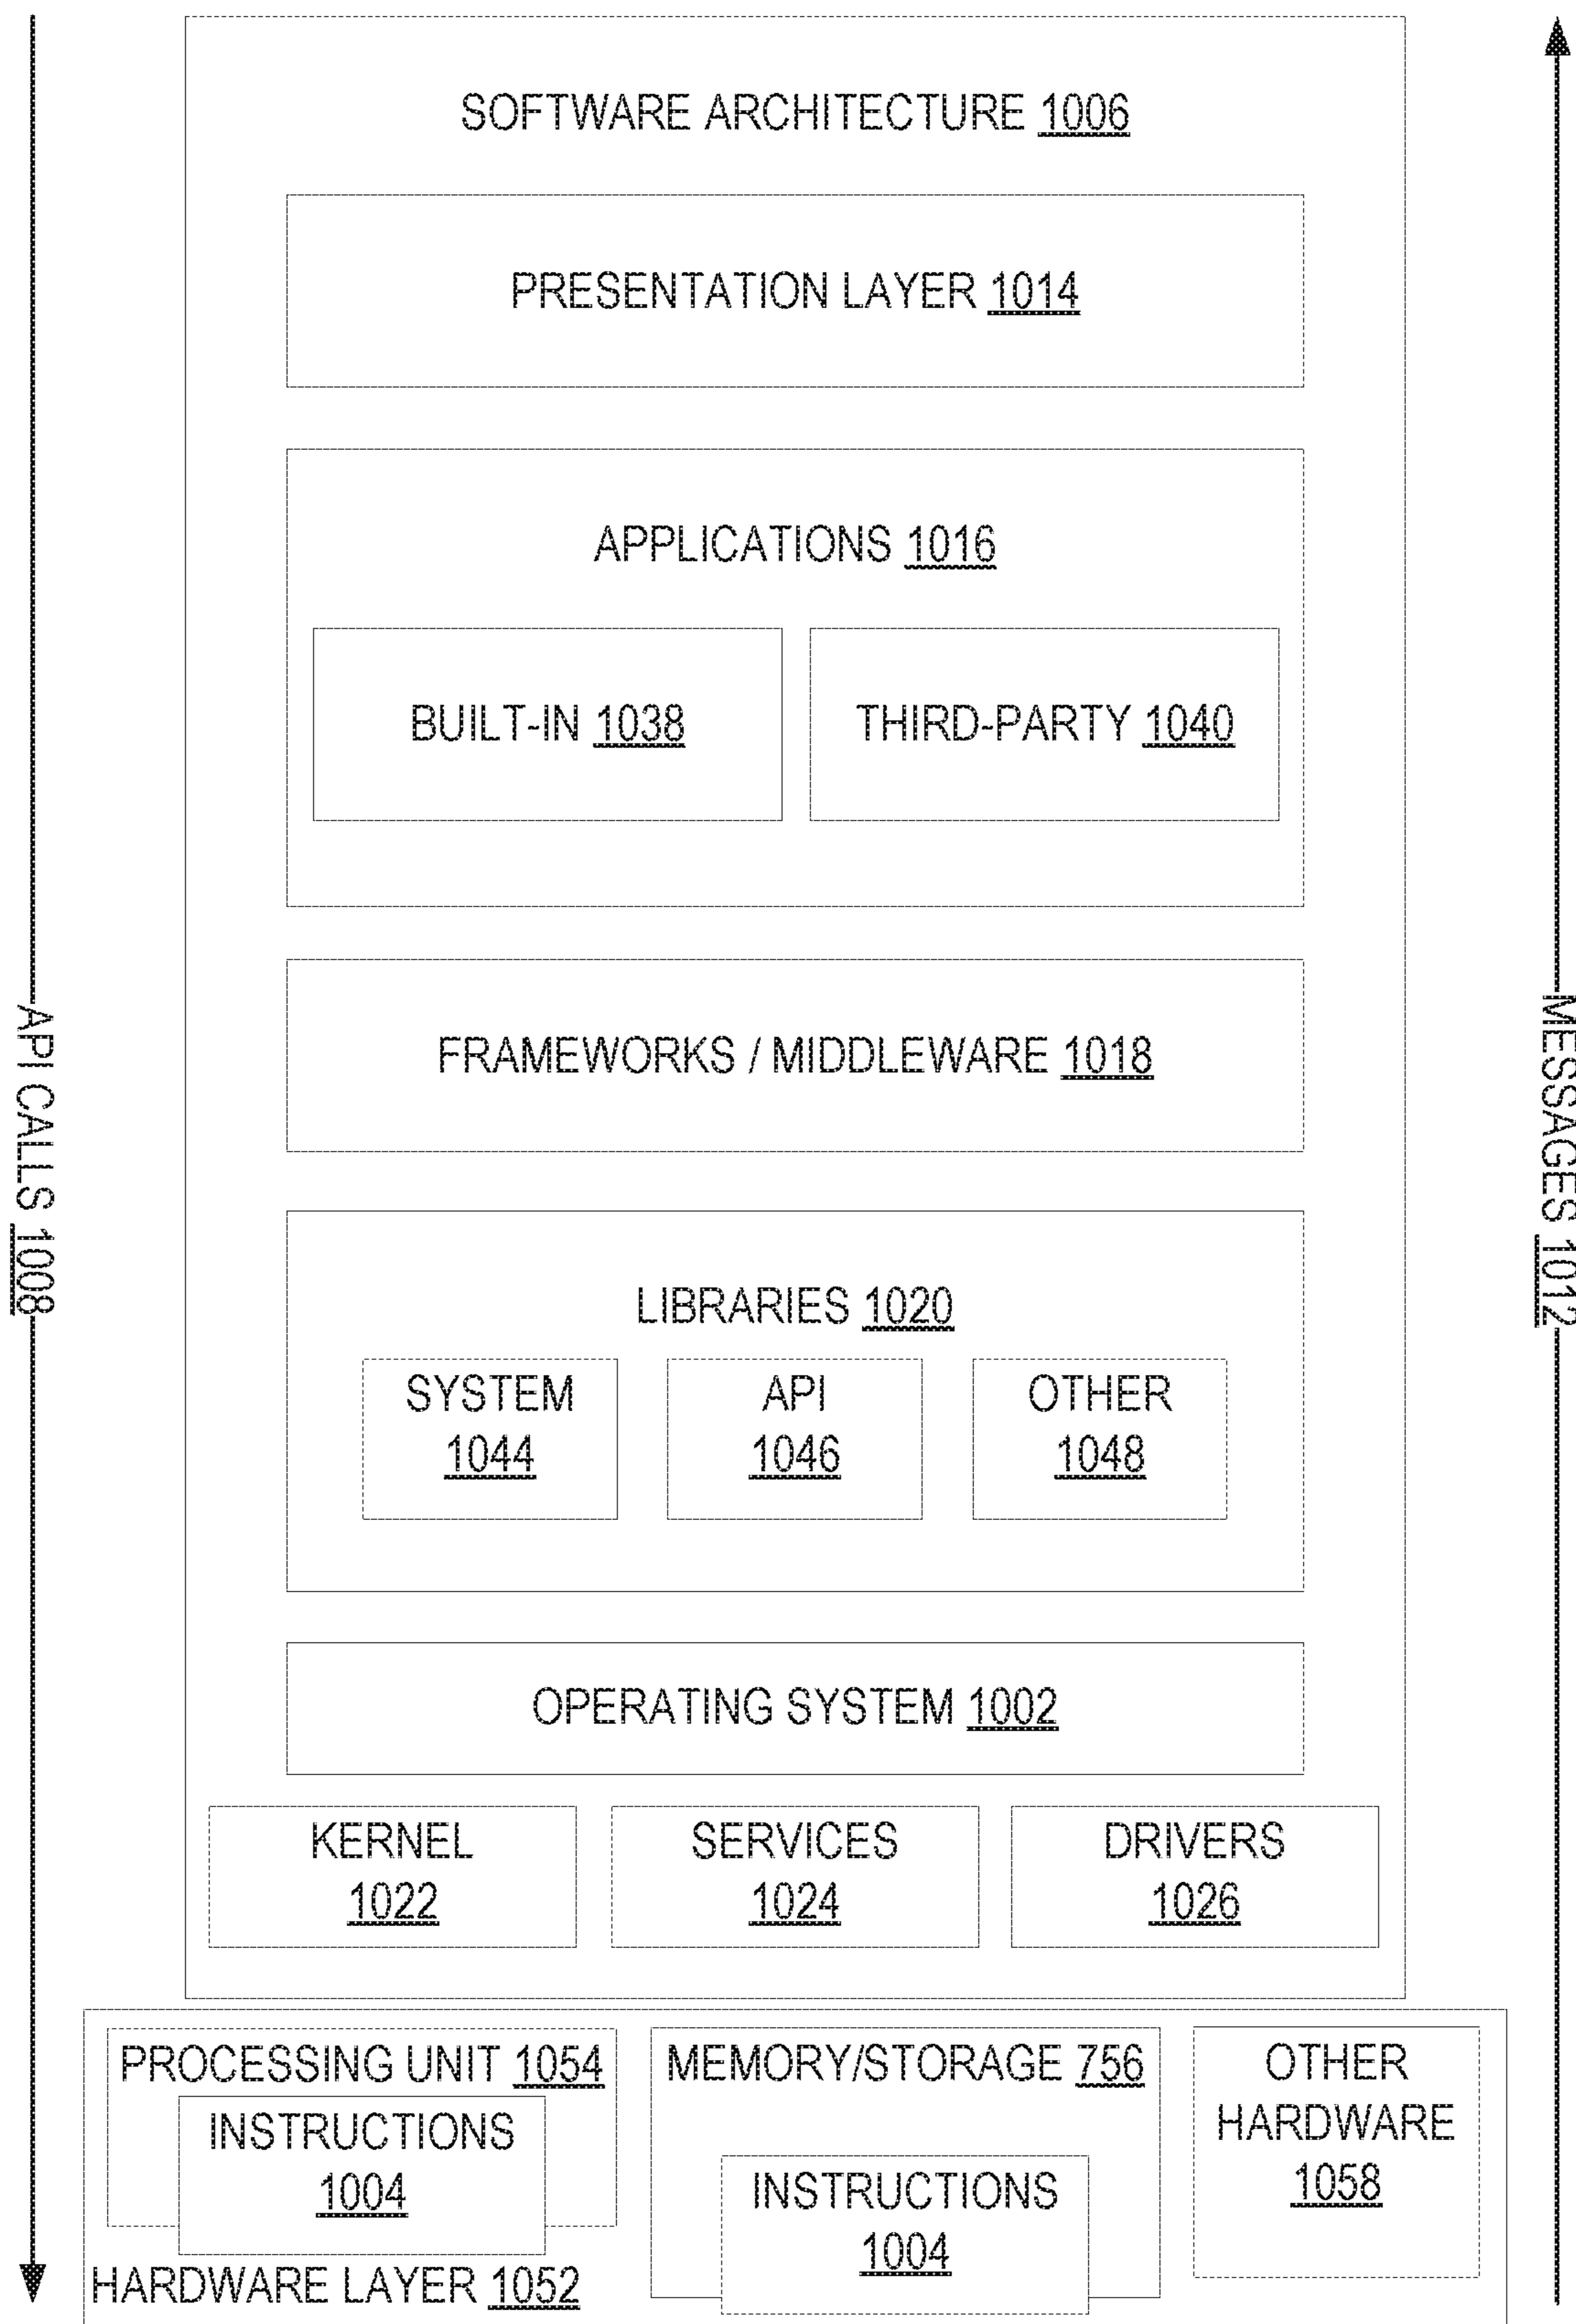 SOFTWARE ARCHITECTURE 1006
PRESENTATION LAYER 1014
APPLICATIONS 1016
BUILT-IN 1038
THIRD-PARTY 1040
FRAMEWORKS / MIDDLEWARE 1018
API CALLS 1008
MESSAGES 1012
LIBRARIES 1020
SYSTEM
1044
API
1046
OTHER
1048
OPERATING SYSTEM 1002
KERNEL
1022
SERVICES
1024
DRIVERS
1026
PROCESSING UNIT 1054
INSTRUCTIONS
1004
MEMORY/STORAGE 756
INSTRUCTIONS
1004
OTHER
HARDWARE
1058
HARDWARE LAYER 1052